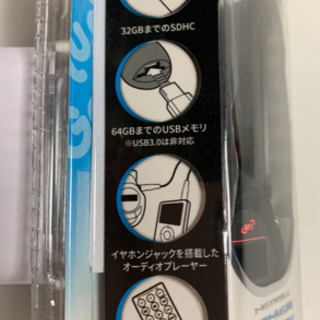 32GBまでのSDHC
64GBまでのUSBメモリ
※USB3.0は非対応
イヤホンジャックを搭載した
オーディオプレーヤー